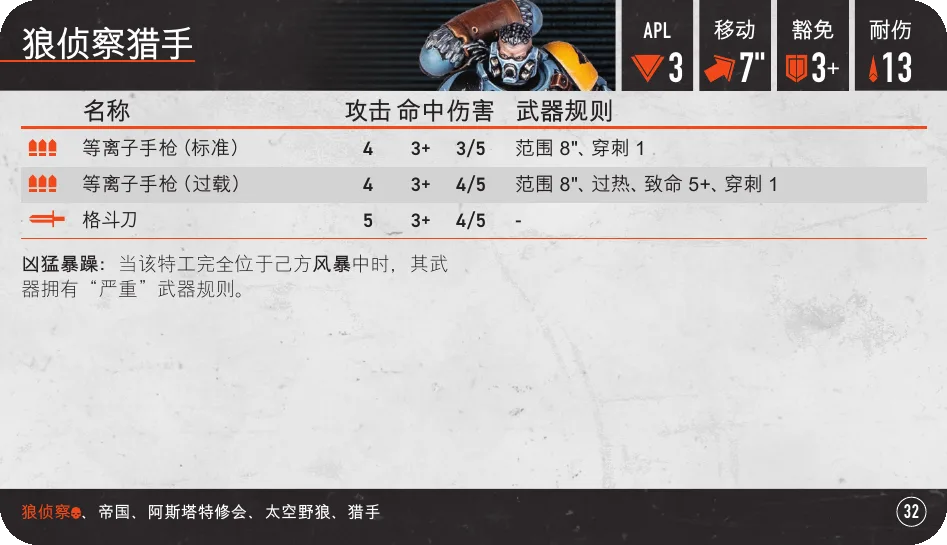 狼侦察猎手
APL 移动 豁免 耐伤
3 7" 3+ 13
名称 攻击 命中 伤害 武器规则
等离子手枪（标准） 4 3+ 3/5 范围 8"、穿刺 1
等离子手枪（过载） 4 3+ 4/5 范围 8"、过热、致命 5+、穿刺 1
格斗刀 5 3+ 4/5 -
凶猛暴躁：当该特工完全位于己方风暴中时，其武
器拥有“严重”武器规则。
狼侦察、帝国、阿斯塔特修会、太空野狼、猎手
32